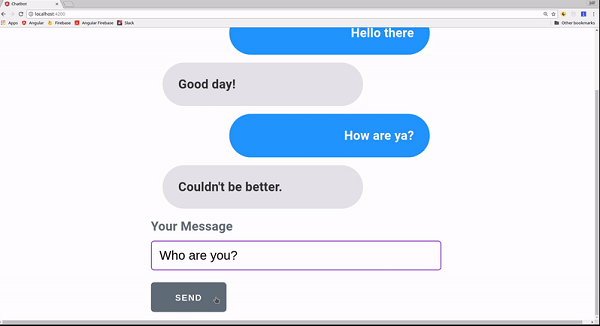 Chatbot
localhost:4200
Apps
Angular
Firebase
Angular Firebase
Slack
Other bookmarks
Hello there
Good day!
How are ya?
Couldn't be better.
Your Message
Who are you?
SEND